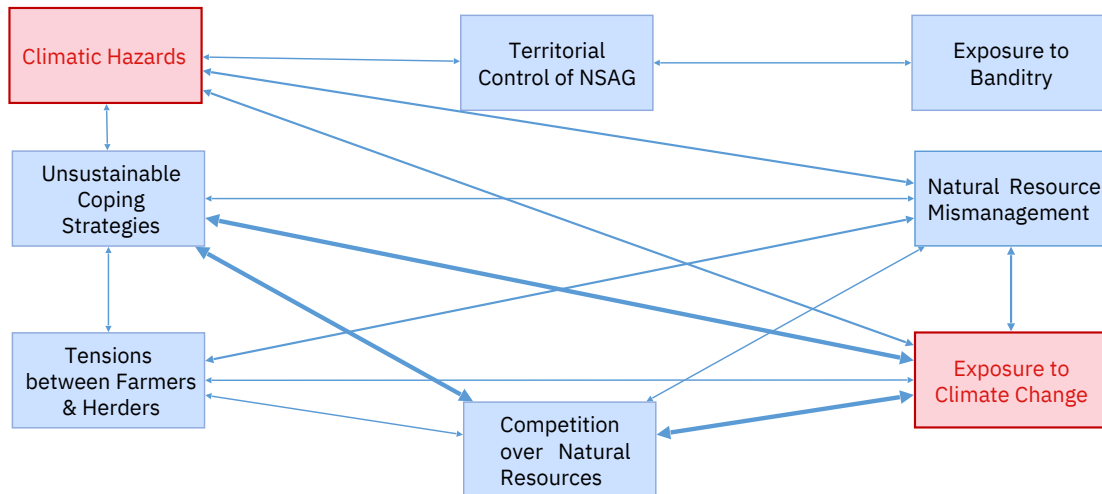 Climatic Hazards
Territorial
Control of NSAG
Exposure to
Banditry
Unsustainable
Coping
Strategies
Natural Resource
Mismanagement
Tensions
between Farmers
& Herders
Competition
over Natural
Resources
Exposure to
Climate Change